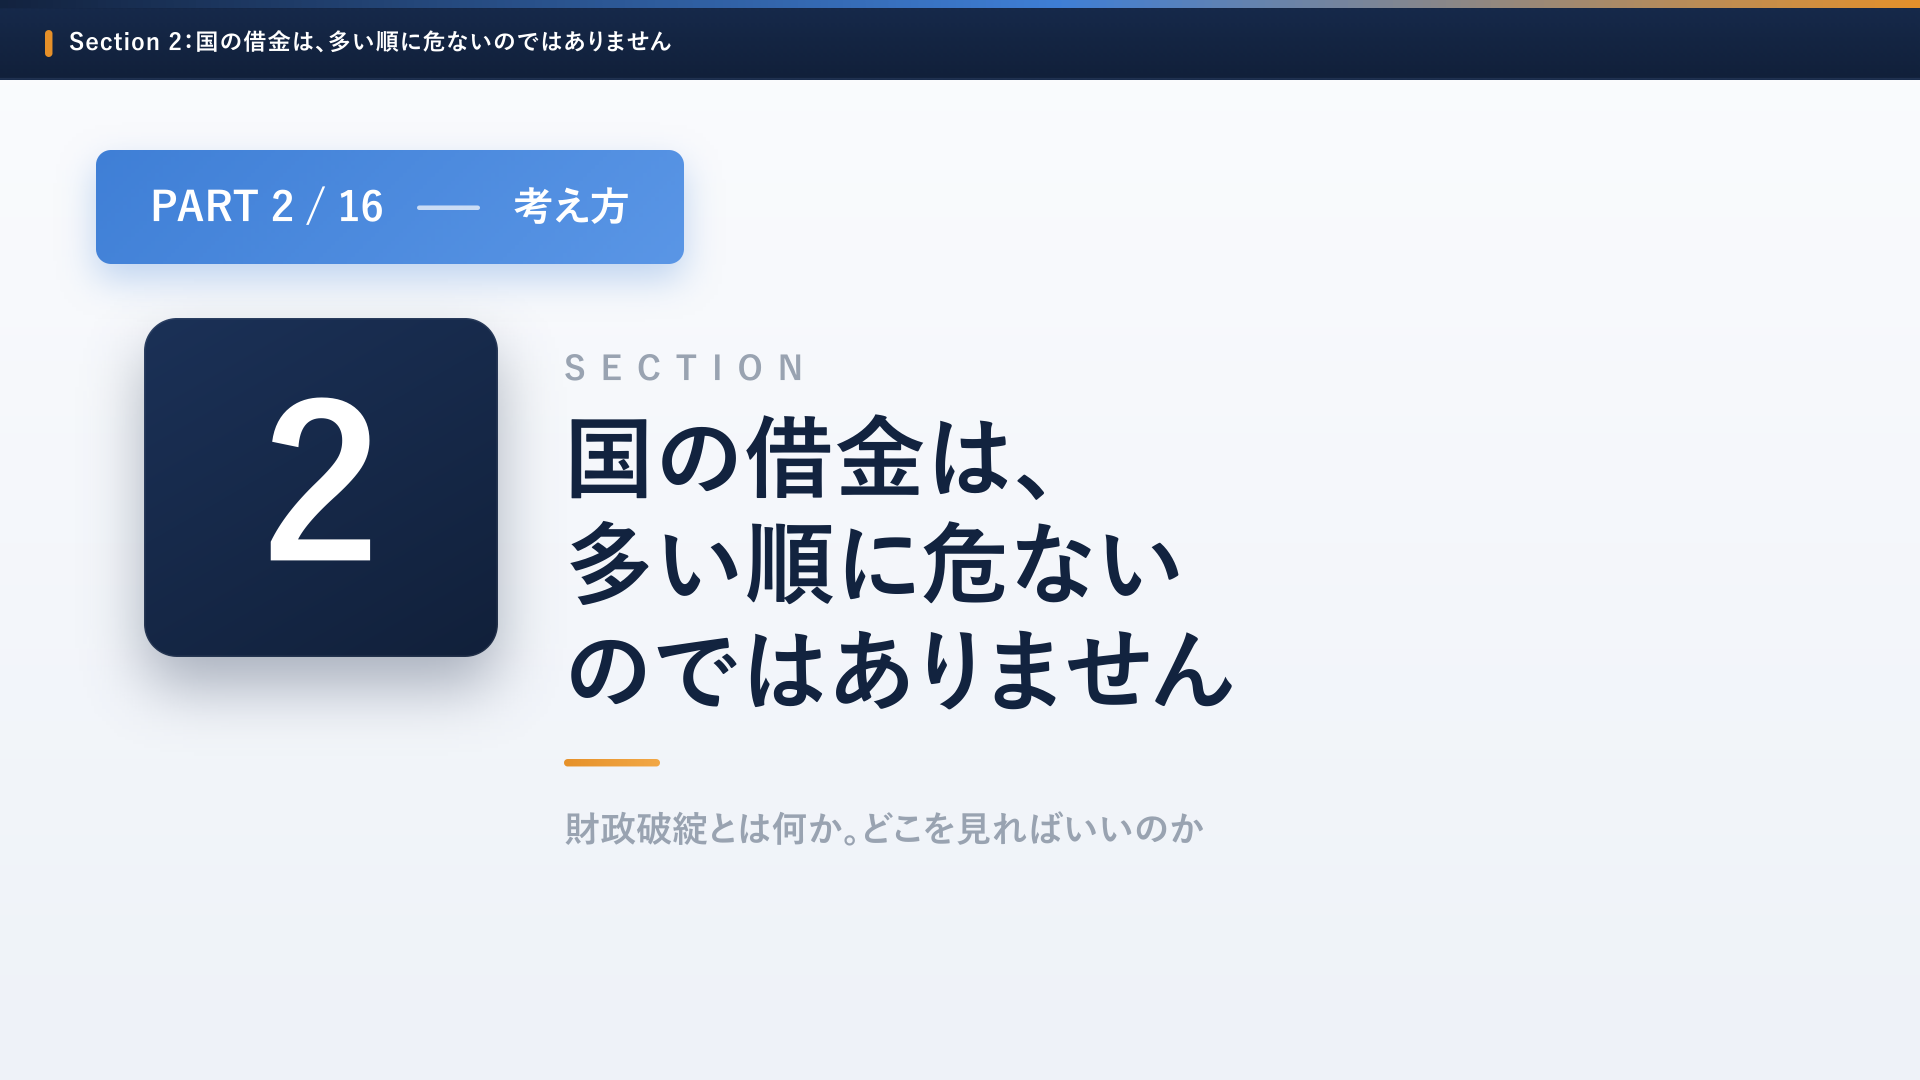 Section 2：国の借金は、多い順に危ないのではありません
PART 2 / 16 — 考え方
2
SECTION
国の借金は、
多い順に危ない
のではありません
財政破綻とは何か。どこを見ればいいのか